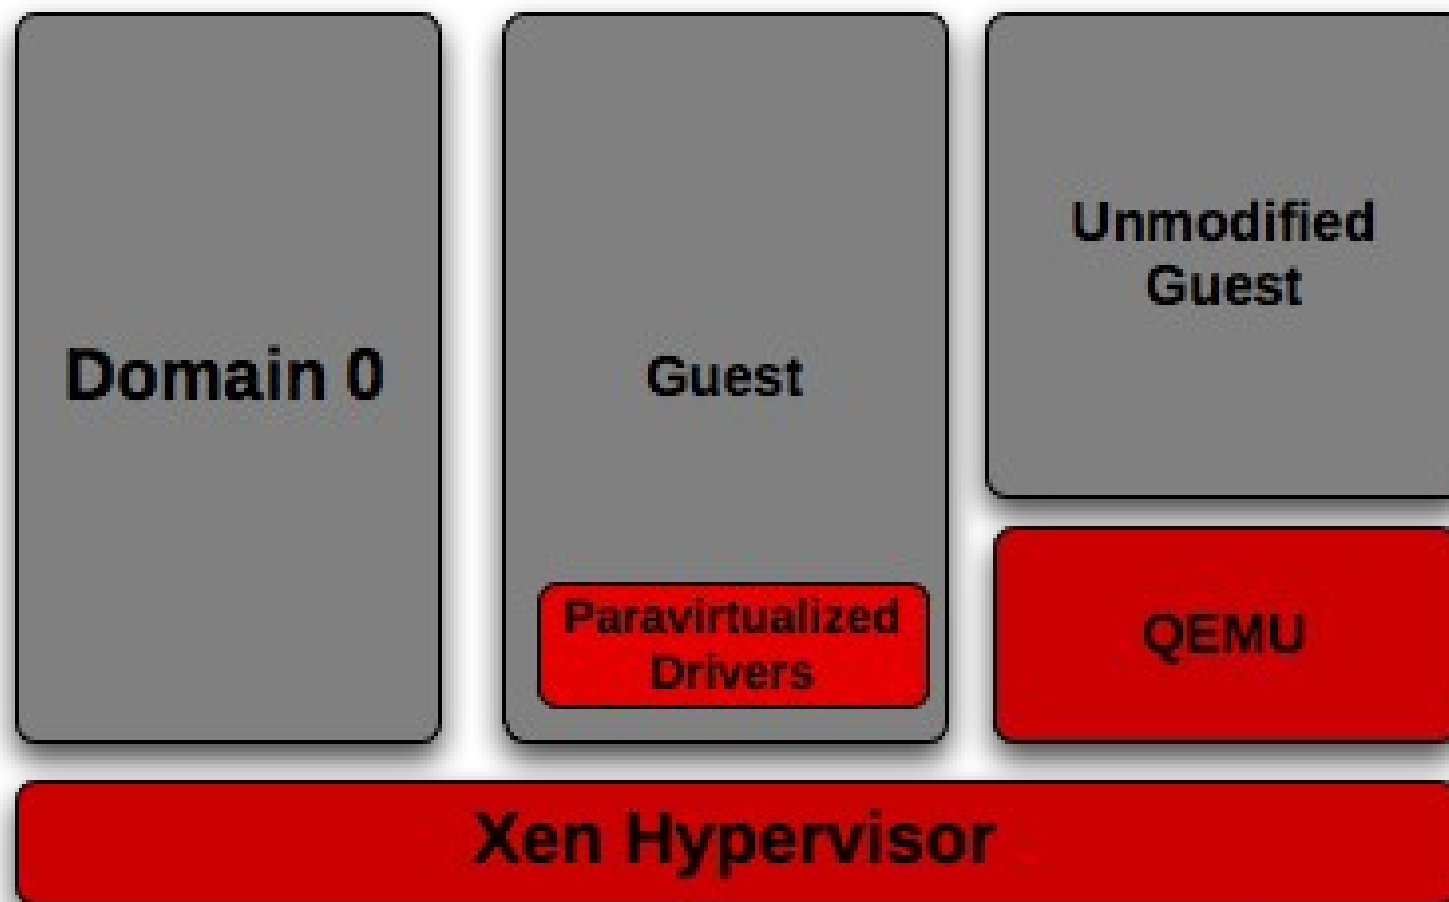 Domain 0
Guest
Paravirtualized
Drivers
Unmodified
Guest
QEMU
Xen Hypervisor